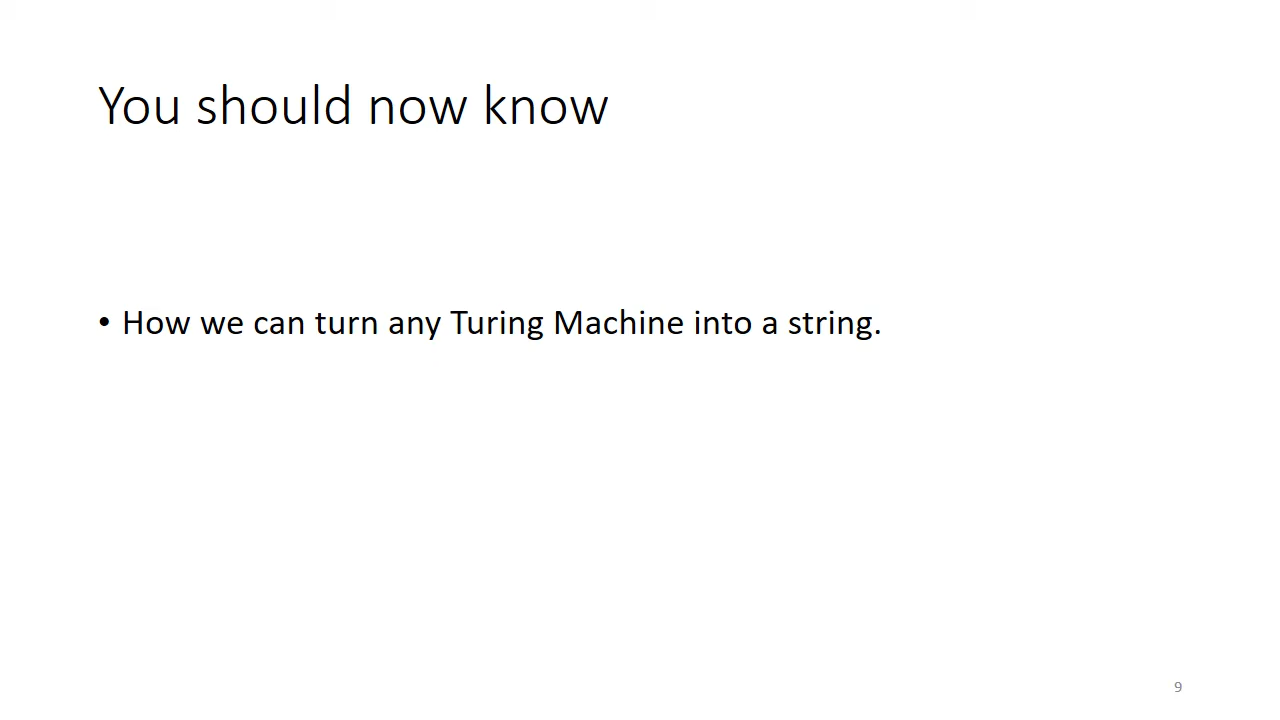 You should now know
• How we can turn any Turing Machine into a string.
9